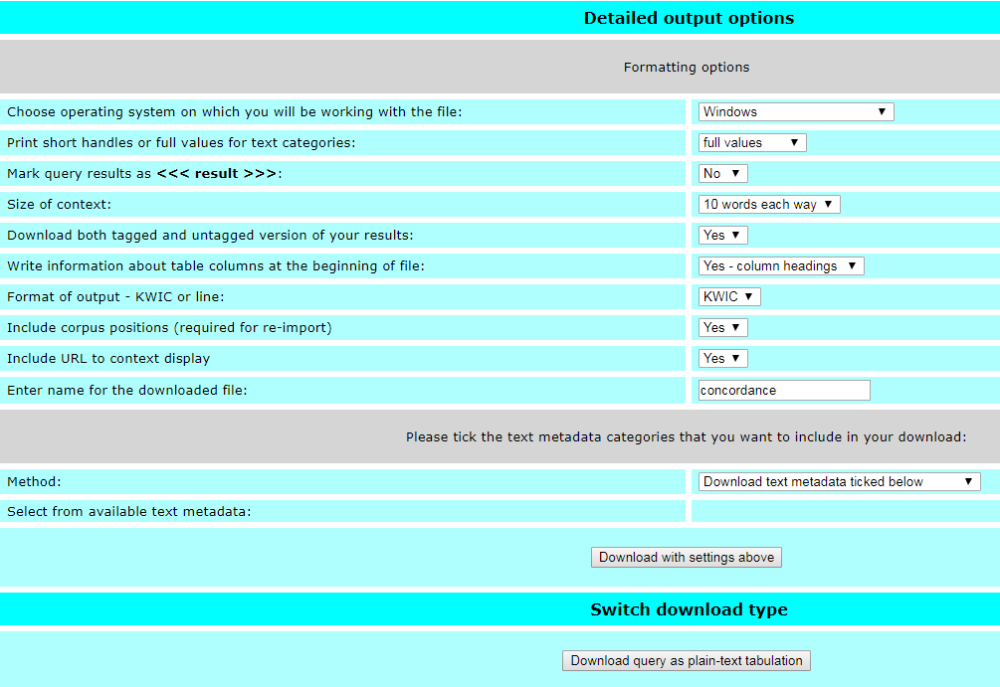 Detailed output options
Formatting options
Choose operating system on which you will be working with the file: Windows
Print short handles or full values for text categories: full values
Mark query results as <<< result >>>: No
Size of context: 10 words each way
Download both tagged and untagged version of your results: Yes
Write information about table columns at the beginning of file: Yes - column headings
Format of output - KWIC or line: KWIC
Include corpus positions (required for re-import) Yes
Include URL to context display Yes
Enter name for the downloaded file: concordance
Please tick the text metadata categories that you want to include in your download:
Method: Download text metadata ticked below
Select from available text metadata:
Download with settings above
Switch download type
Download query as plain-text tabulation